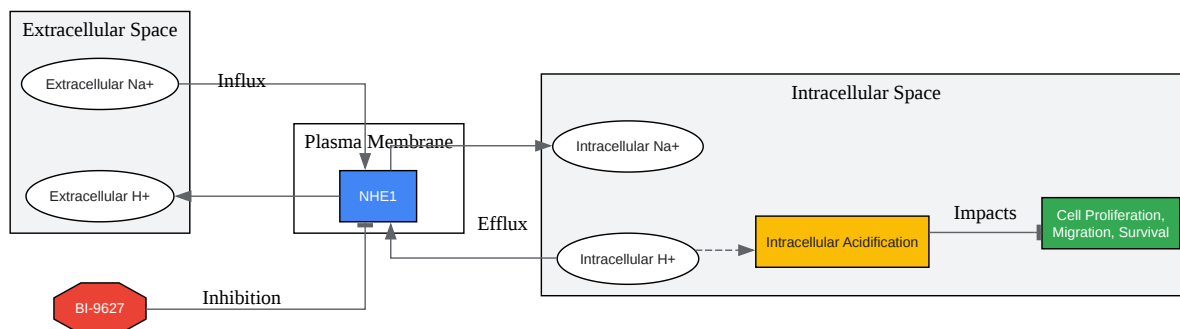 Extracellular Space
Extracellular Na+
Influx
Extracellular H+
Plasma Membrane
NHE1
BI-9627
Inhibition
Efflux
Intracellular Space
Intracellular Na+
Intracellular H+
Intracellular Acidification
Impacts
Cell Proliferation,
Migration, Survival